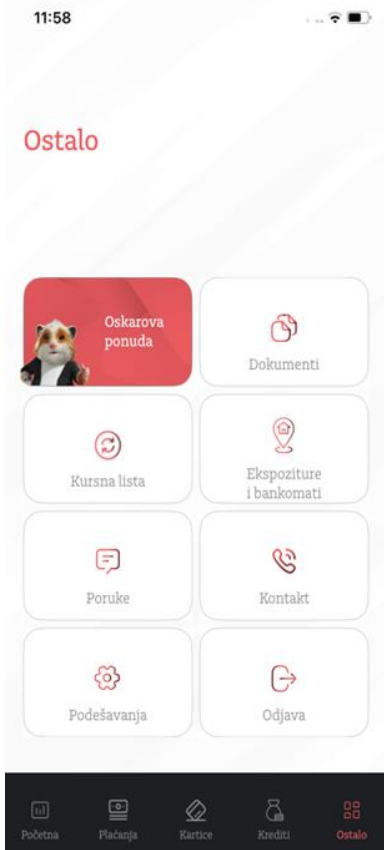 11:58
Ostalo
Oskarova
ponuda
Dokumenti
Kursna lista
Ekspoziture
i bankomati
Poruke
Kontakt
Podešavanja
Odjava
Početna
Plaćanja
Kartice
Krediti
Ostalo